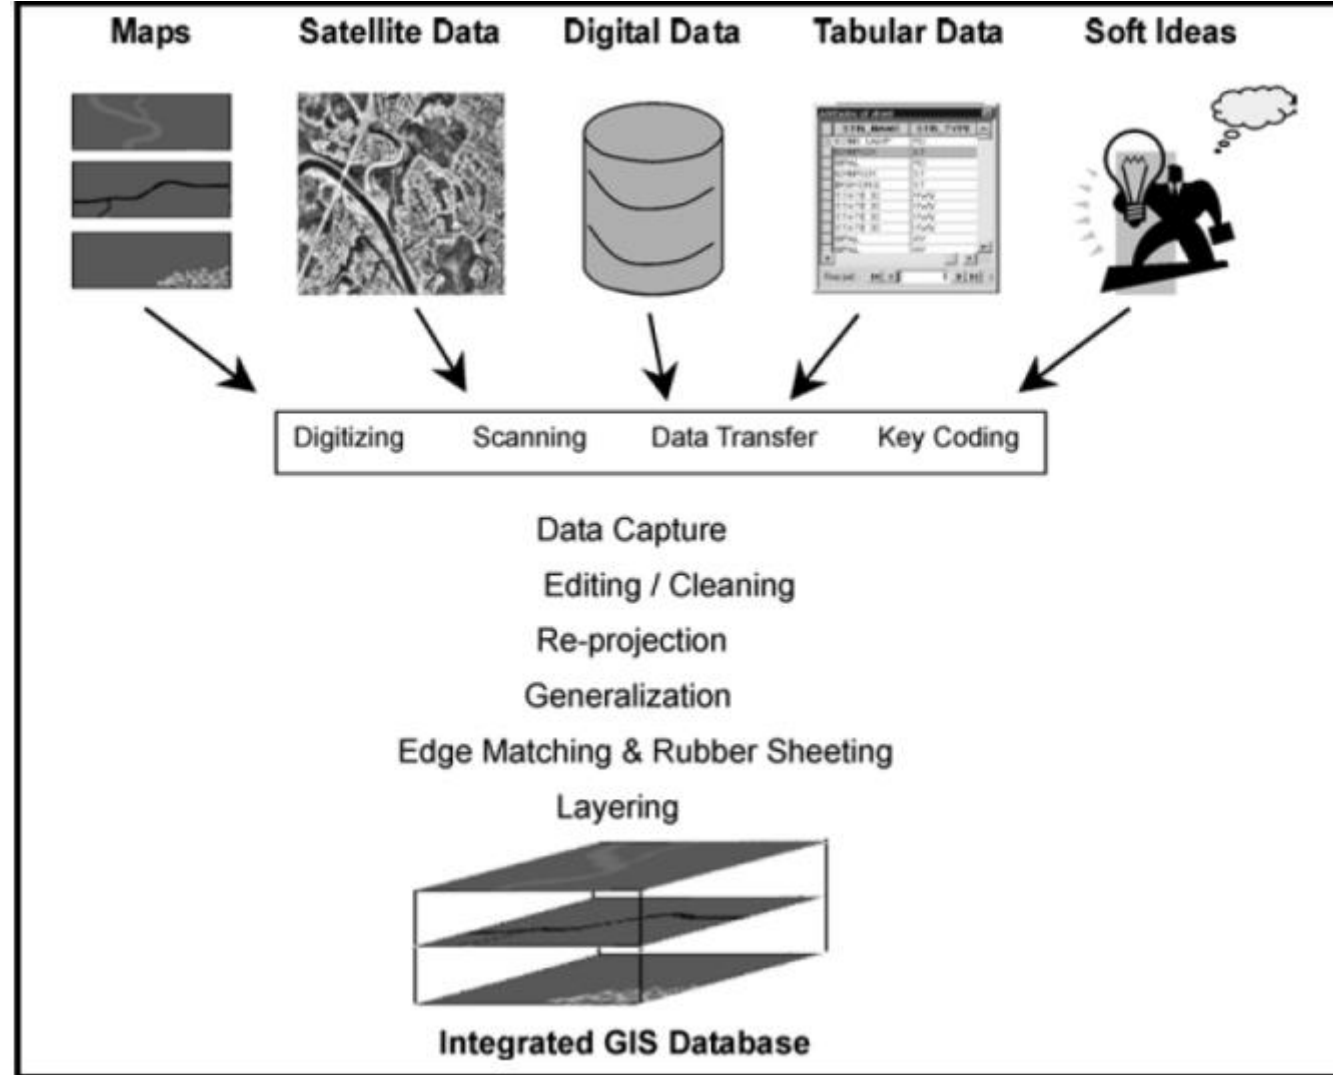 Maps Satellite Data Digital Data Tabular Data Soft Ideas
Digitizing Scanning Data Transfer Key Coding
Data Capture
Editing / Cleaning
Re-projection
Generalization
Edge Matching & Rubber Sheeting
Layering
Integrated GIS Database